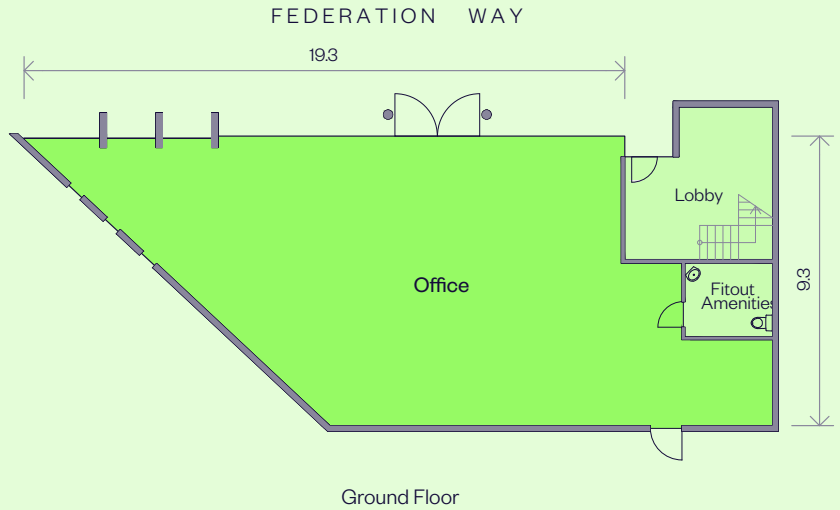 FEDERATION WAY
19.3
Lobby
9.3
Office
Fitout
Amenities
Ground Floor